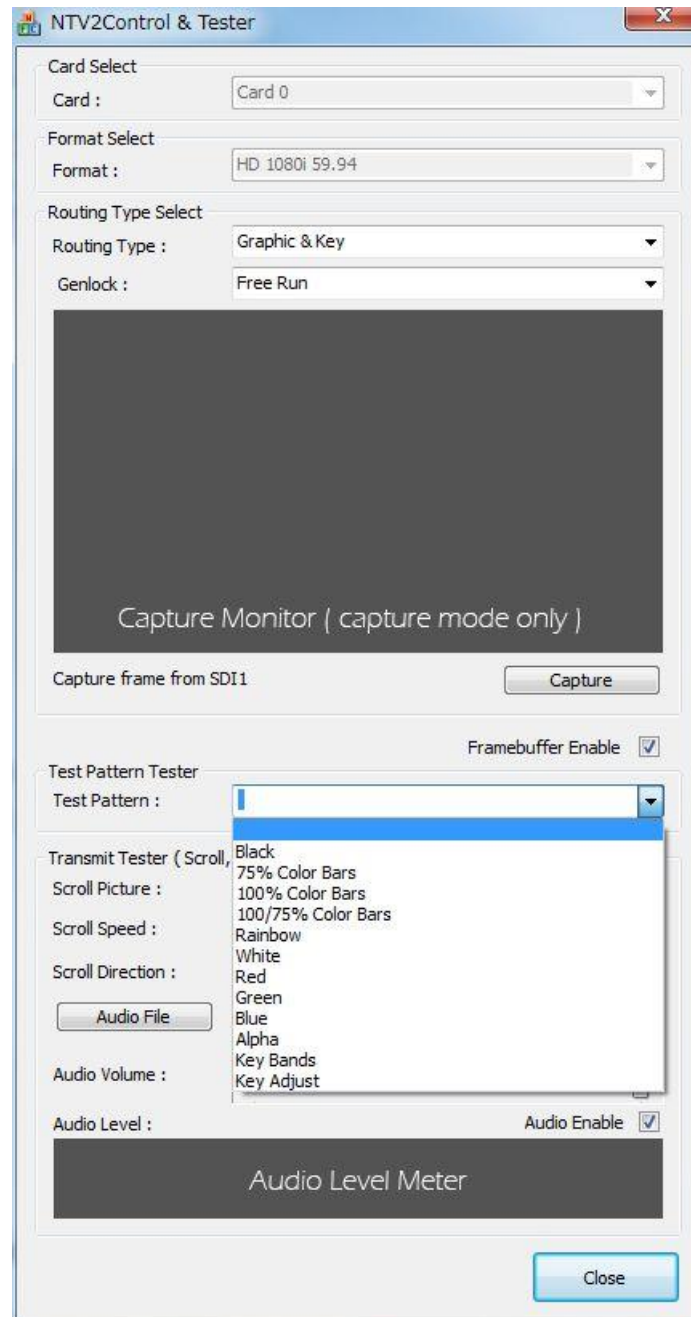 NTV2Control & Tester
Card Select
Card :
Card 0
Format Select
Format :
HD 1080i 59.94
Routing Type Select
Routing Type :
Graphic & Key
Genlock :
Free Run
Capture Monitor ( capture mode only )
Capture frame from SDI1
Capture
Framebuffer Enable
Test Pattern Tester
Test Pattern :
Black
75% Color Bars
100% Color Bars
100/75% Color Bars
Rainbow
White
Red
Green
Blue
Alpha
Key Bands
Key Adjust
Transmit Tester ( Scroll,
Scroll Picture :
Scroll Speed :
Scroll Direction :
Audio File
Audio Volume :
Audio Level :
Audio Enable
Audio Level Meter
Close